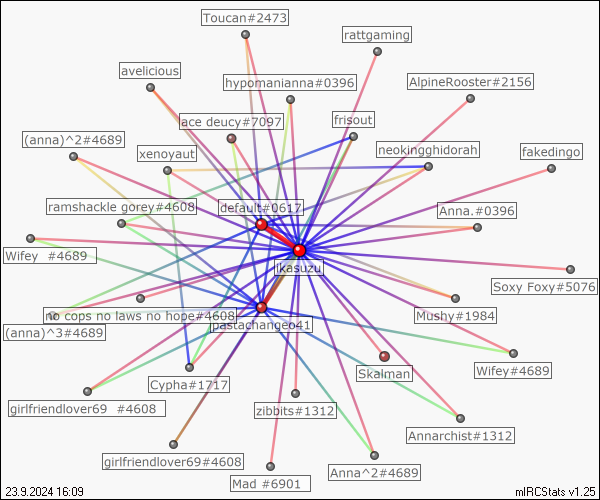 Toucan#2473
rattgaming
avelicious
hypomanianna#0396
AlpineRooster#2156
ace deucy#7097
frisout
(anna)^2#4689
xenoyaut
neokingghidorah
fakedingo
ramshackle gorey#4608
default#0617
Anna.#0396
Wifey #4689
jkasuzu
Soxy Foxy#5076
no cops no laws no hope#4608
Mushy#1984
(anna)^3#4689
pastachangeo41
Skalman
Wifey#4689
Cypha#1717
girlfriendlover69 #4608
zibbits#1312
Annarchist#1312
girlfriendlover69#4608
Anna^2#4689
Mad #6901
23.9.2024 16:09
mIRCStats v1.25